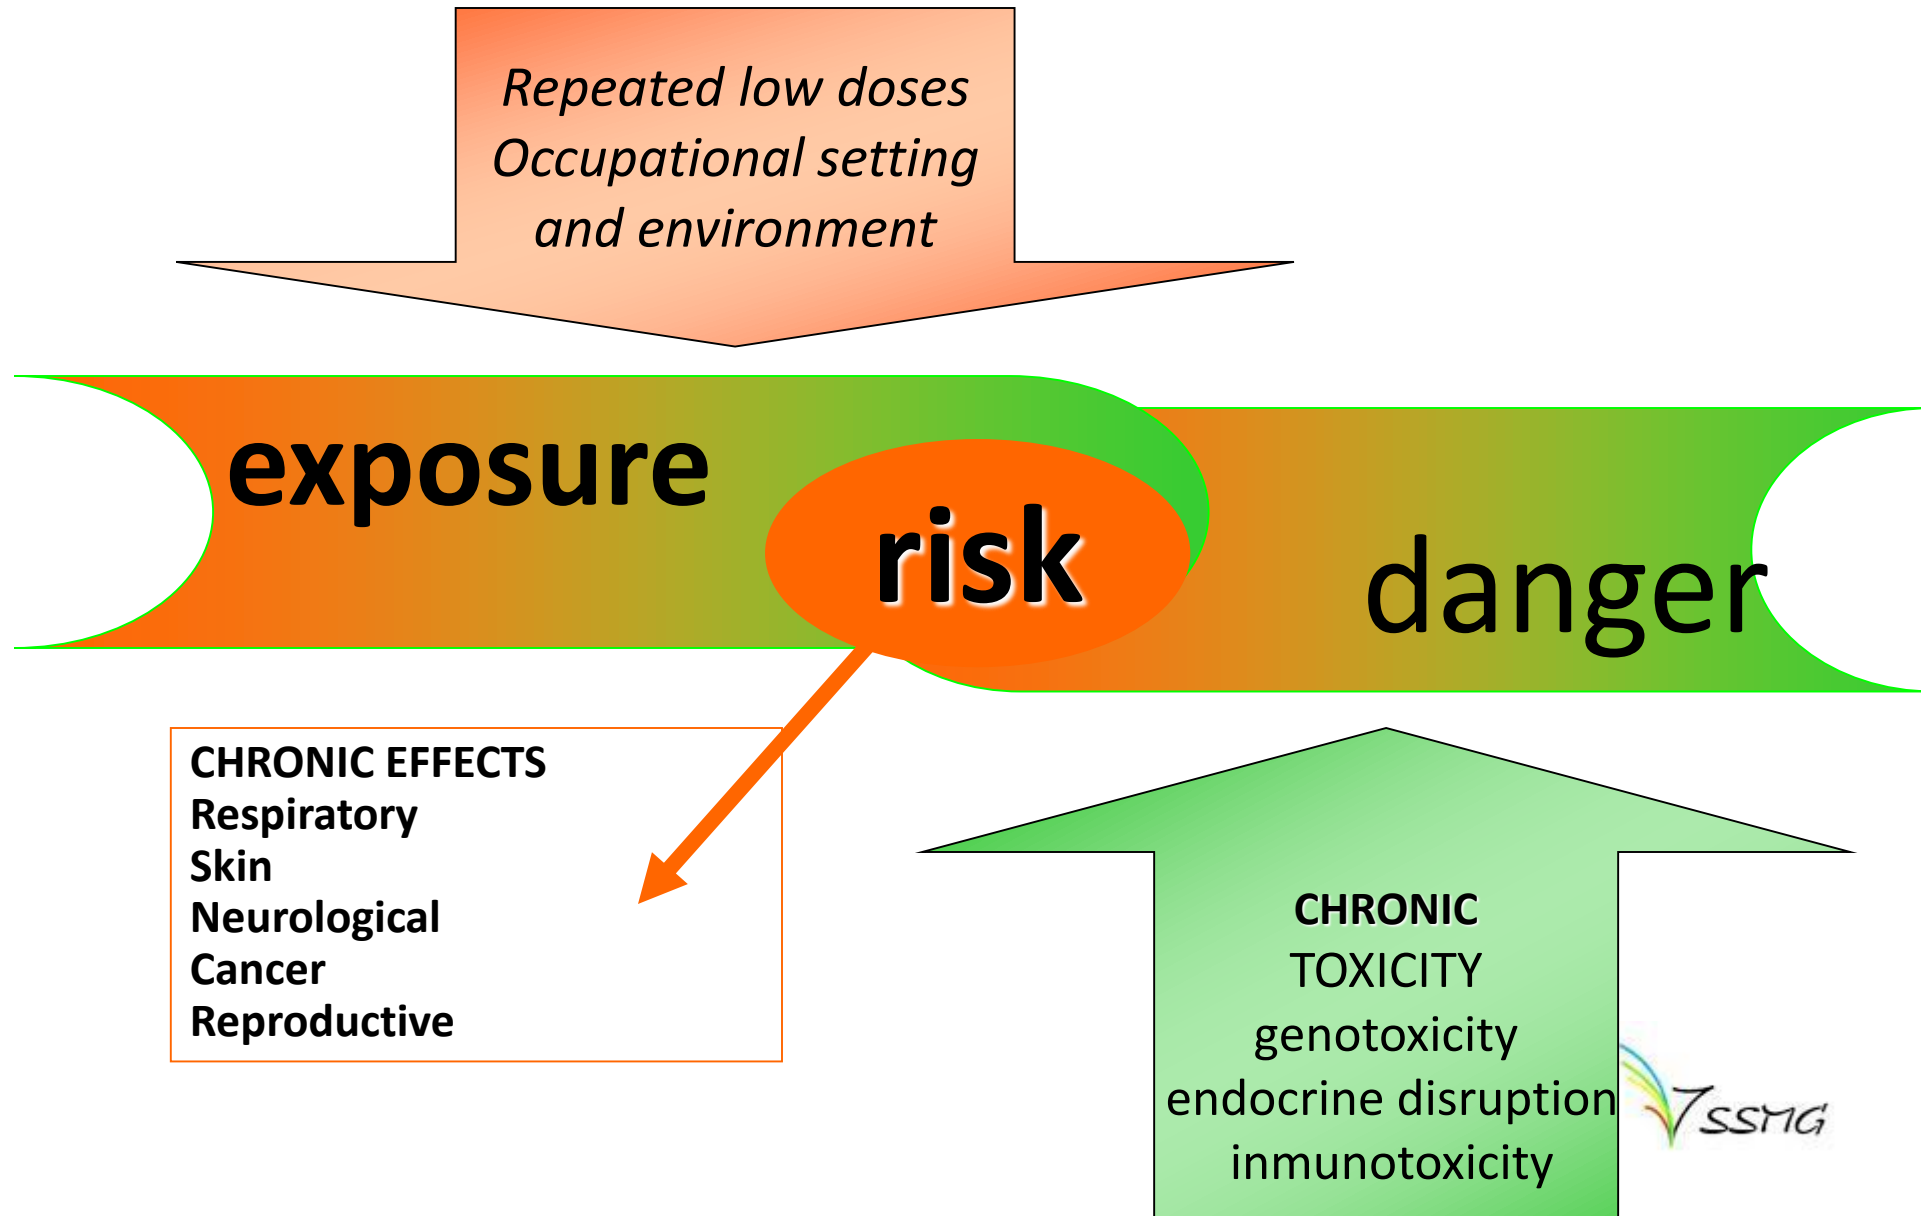 Repeated low doses
Occupational setting
and environment
exposure
risk
danger
CHRONIC EFFECTS
Respiratory
Skin
Neurological
Cancer
Reproductive
CHRONIC
TOXICITY
genotoxicity
endocrine disruption
inmunotoxicity
SSMG